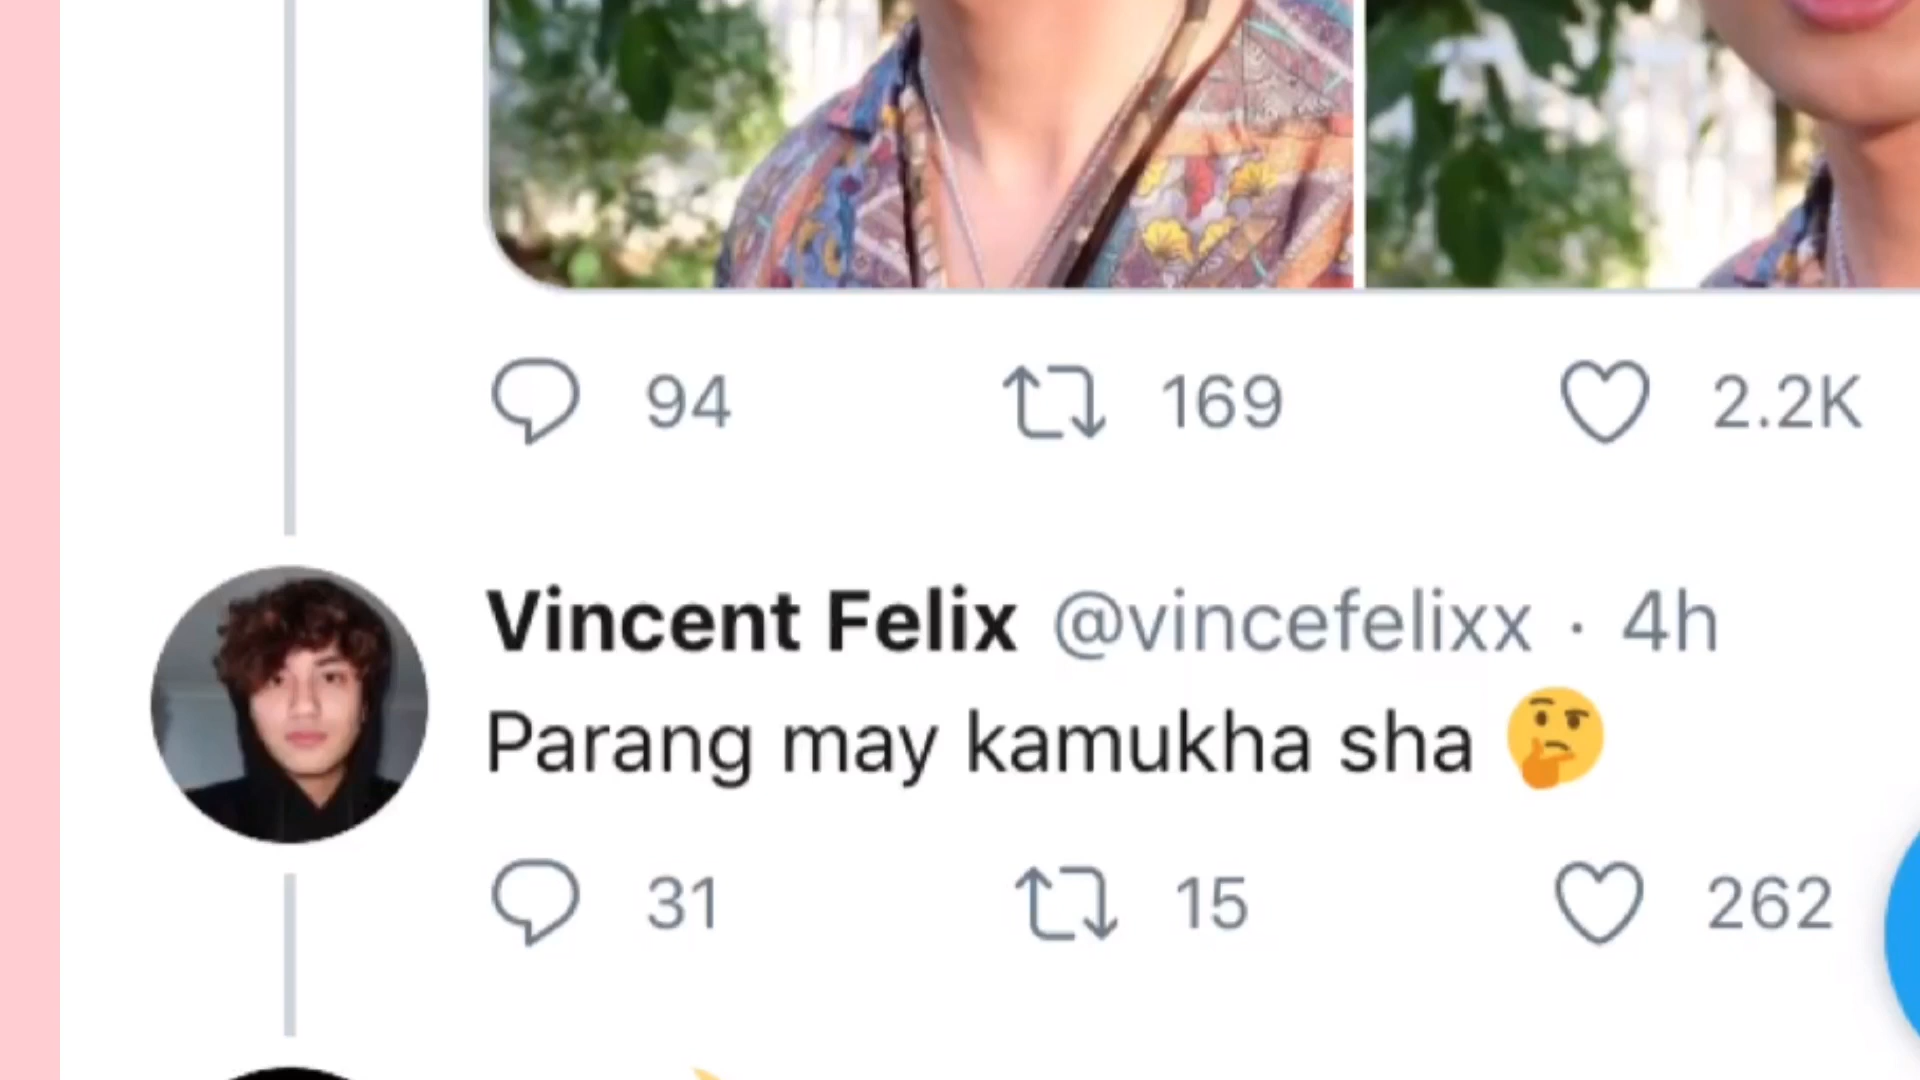 94 169 2.2K
Vincent Felix @vincefelixx · 4h
Parang may kamukha sha 🤔
31 15 262